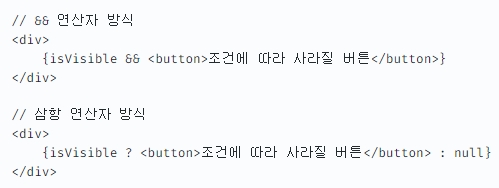 // && 연산자 방식
<div>
    {isVisible && <button>조건에 따라 사라질 버튼</button>}
</div>

// 삼항 연산자 방식
<div>
    {isVisible ? <button>조건에 따라 사라질 버튼</button> : null}
</div>